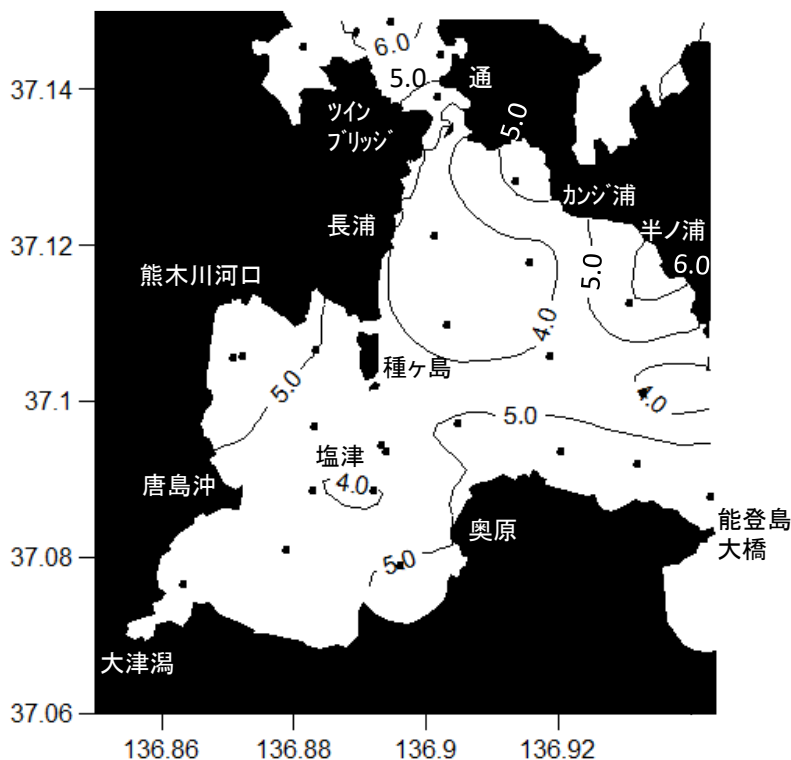 6.0
37.14
5.0
通
ﾂｲﾝ
ﾌﾞﾘｯｼﾞ
5.0
カンジ浦
長浦
半ノ浦
37.12
6.0
熊木川河口
5.0
4.0
種ヶ島
5.0
4.0
37.1
5.0
塩津
唐島沖
4.0
能登島
大橋
奥原
37.08
5.0
大津潟
37.06
136.86
136.88
136.9
136.92